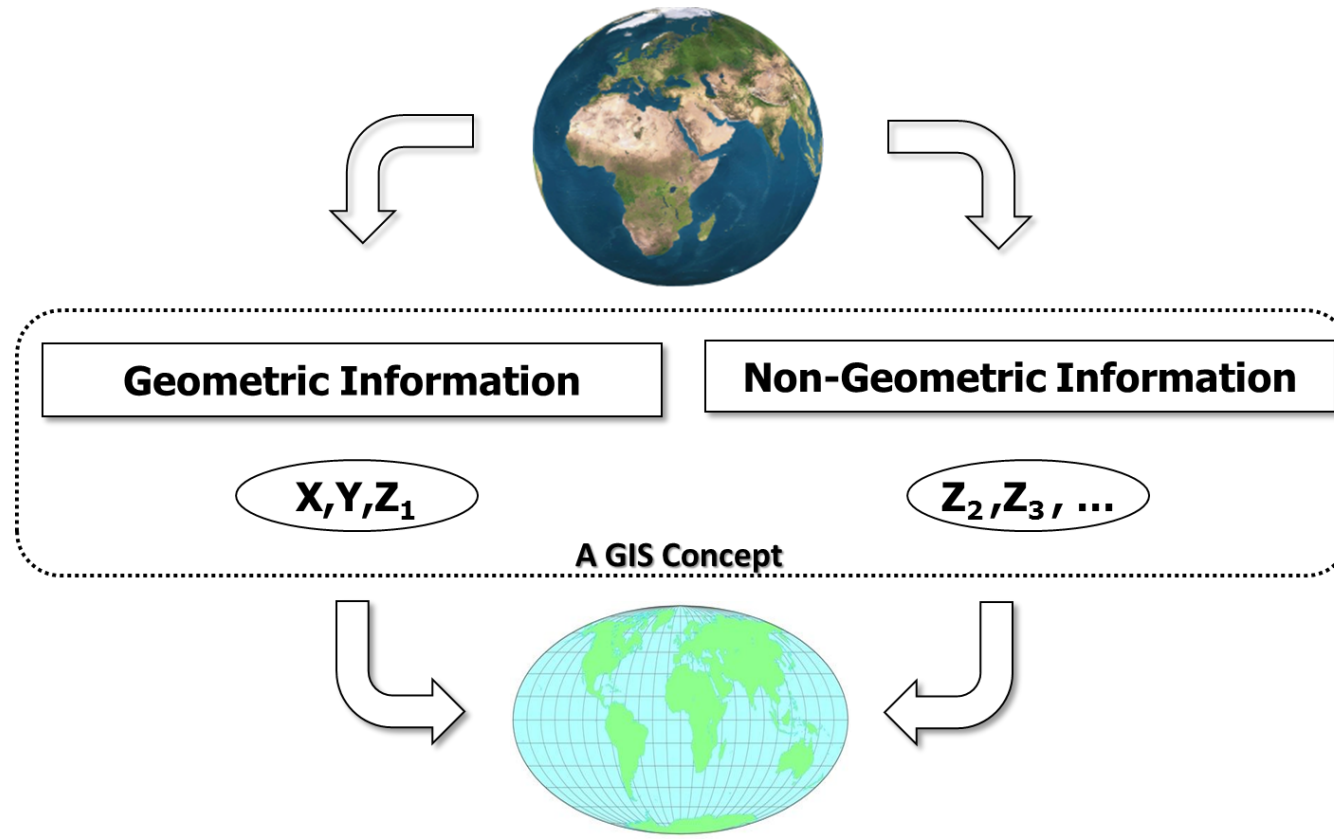 Geometric Information
Non-Geometric Information
X,Y,Z₁
Z₂,Z₃, ...
A GIS Concept